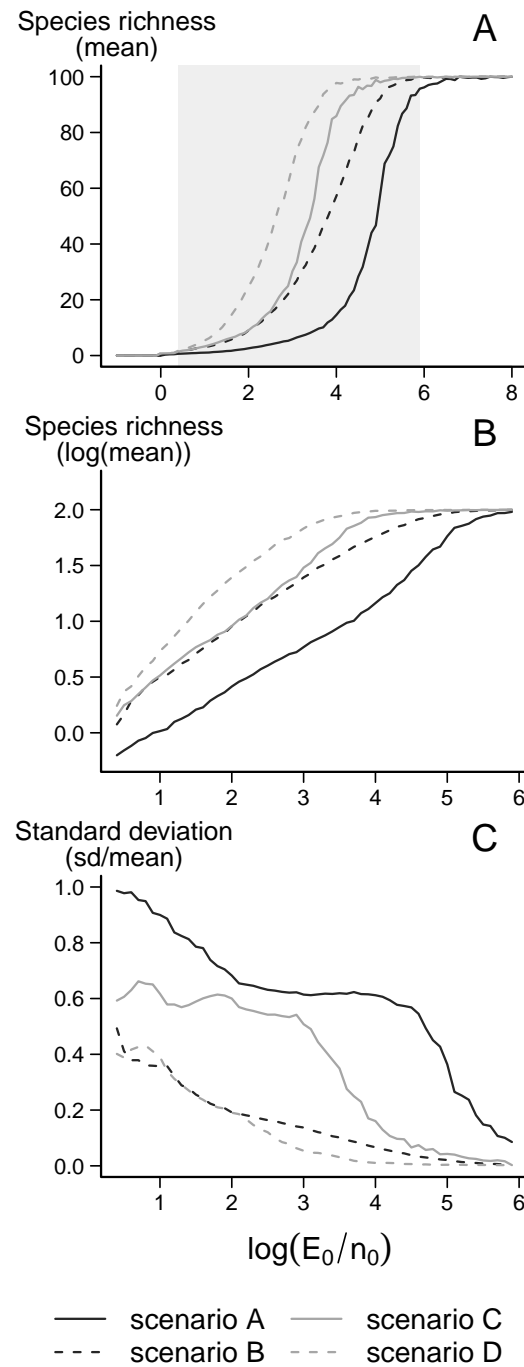 Species richness
(mean)
A
100
80
60
40
20
0
0 2 4 6 8
Species richness
(log(mean))
B
2.0
1.5
1.0
0.5
0.0
1 2 3 4 5 6
Standard deviation
(sd/mean)
C
1.0
0.8
0.6
0.4
0.2
0.0
1 2 3 4 5 6
log(E₀/n₀)
scenario A scenario C
scenario B scenario D